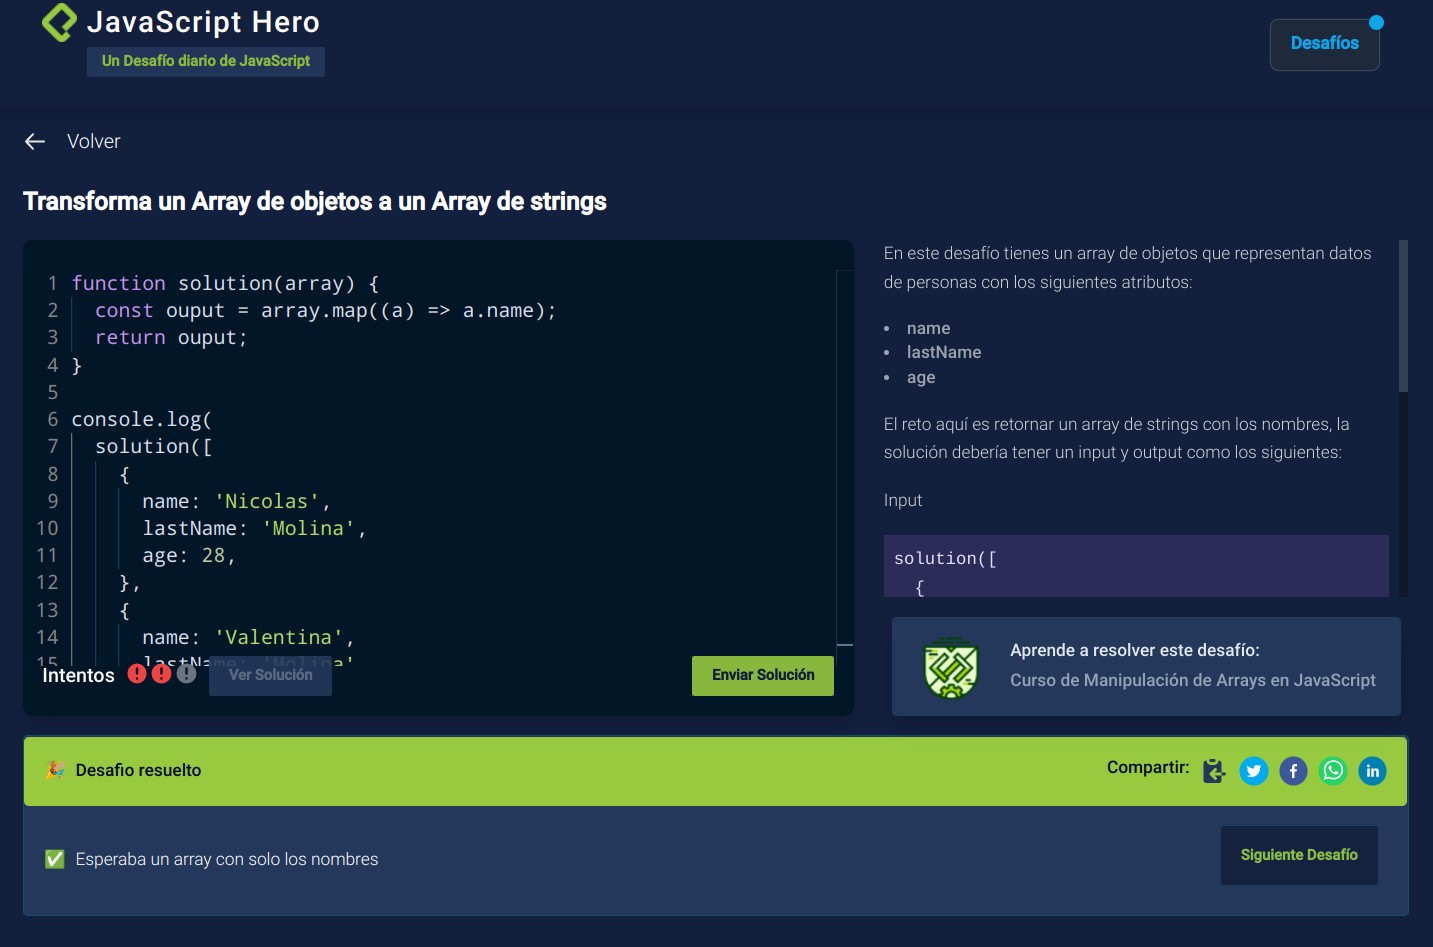 JavaScript Hero
Un Desafío diario de JavaScript
Desafíos
Volver
Transforma un Array de objetos a un Array de strings
1 function solution(array) {
2 const ouput = array.map((a) => a.name);
3 return ouput;
4 }
5
6 console.log(
7 solution([
8 {
9 name: 'Nicolas',
10 lastName: 'Molina',
11 age: 28,
12 },
13 {
14 name: 'Valentina',
15 lastName: 'Molina'
Intentos
Ver Solución
Enviar Solución
En este desafío tienes un array de objetos que representan datos
de personas con los siguientes atributos:
• name
• lastName
• age
El reto aquí es retornar un array de strings con los nombres, la
solución debería tener un input y output como los siguientes:
Input
solution([
{
Aprende a resolver este desafío:
Curso de Manipulación de Arrays en JavaScript
Desafio resuelto
Compartir:
Esperaba un array con solo los nombres
Siguiente Desafío